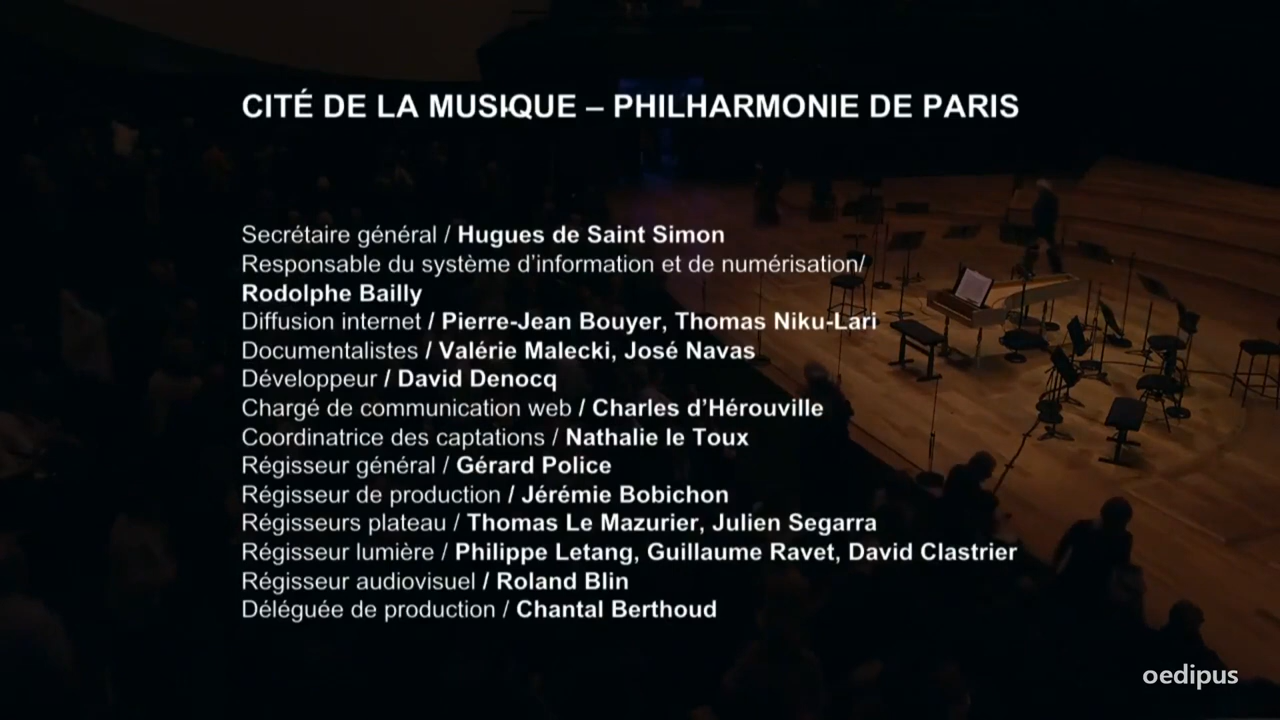 CITÉ DE LA MUSIQUE – PHILHARMONIE DE PARIS
Secrétaire général / Hugues de Saint Simon
Responsable du système d’information et de numérisation/
Rodolphe Bailly
Diffusion internet / Pierre-Jean Bouyer, Thomas Niku-Lari
Documentalistes / Valérie Malecki, José Navas
Développeur / David Denocq
Chargé de communication web / Charles d’Hérouville
Coordinatrice des captations / Nathalie le Toux
Régisseur général / Gérard Police
Régisseur de production / Jérémie Bobichon
Régisseurs plateau / Thomas Le Mazurier, Julien Segarra
Régisseur lumière / Philippe Letang, Guillaume Ravet, David Clastrier
Régisseur audiovisuel / Roland Blin
Déléguée de production / Chantal Berthoud
oedipus